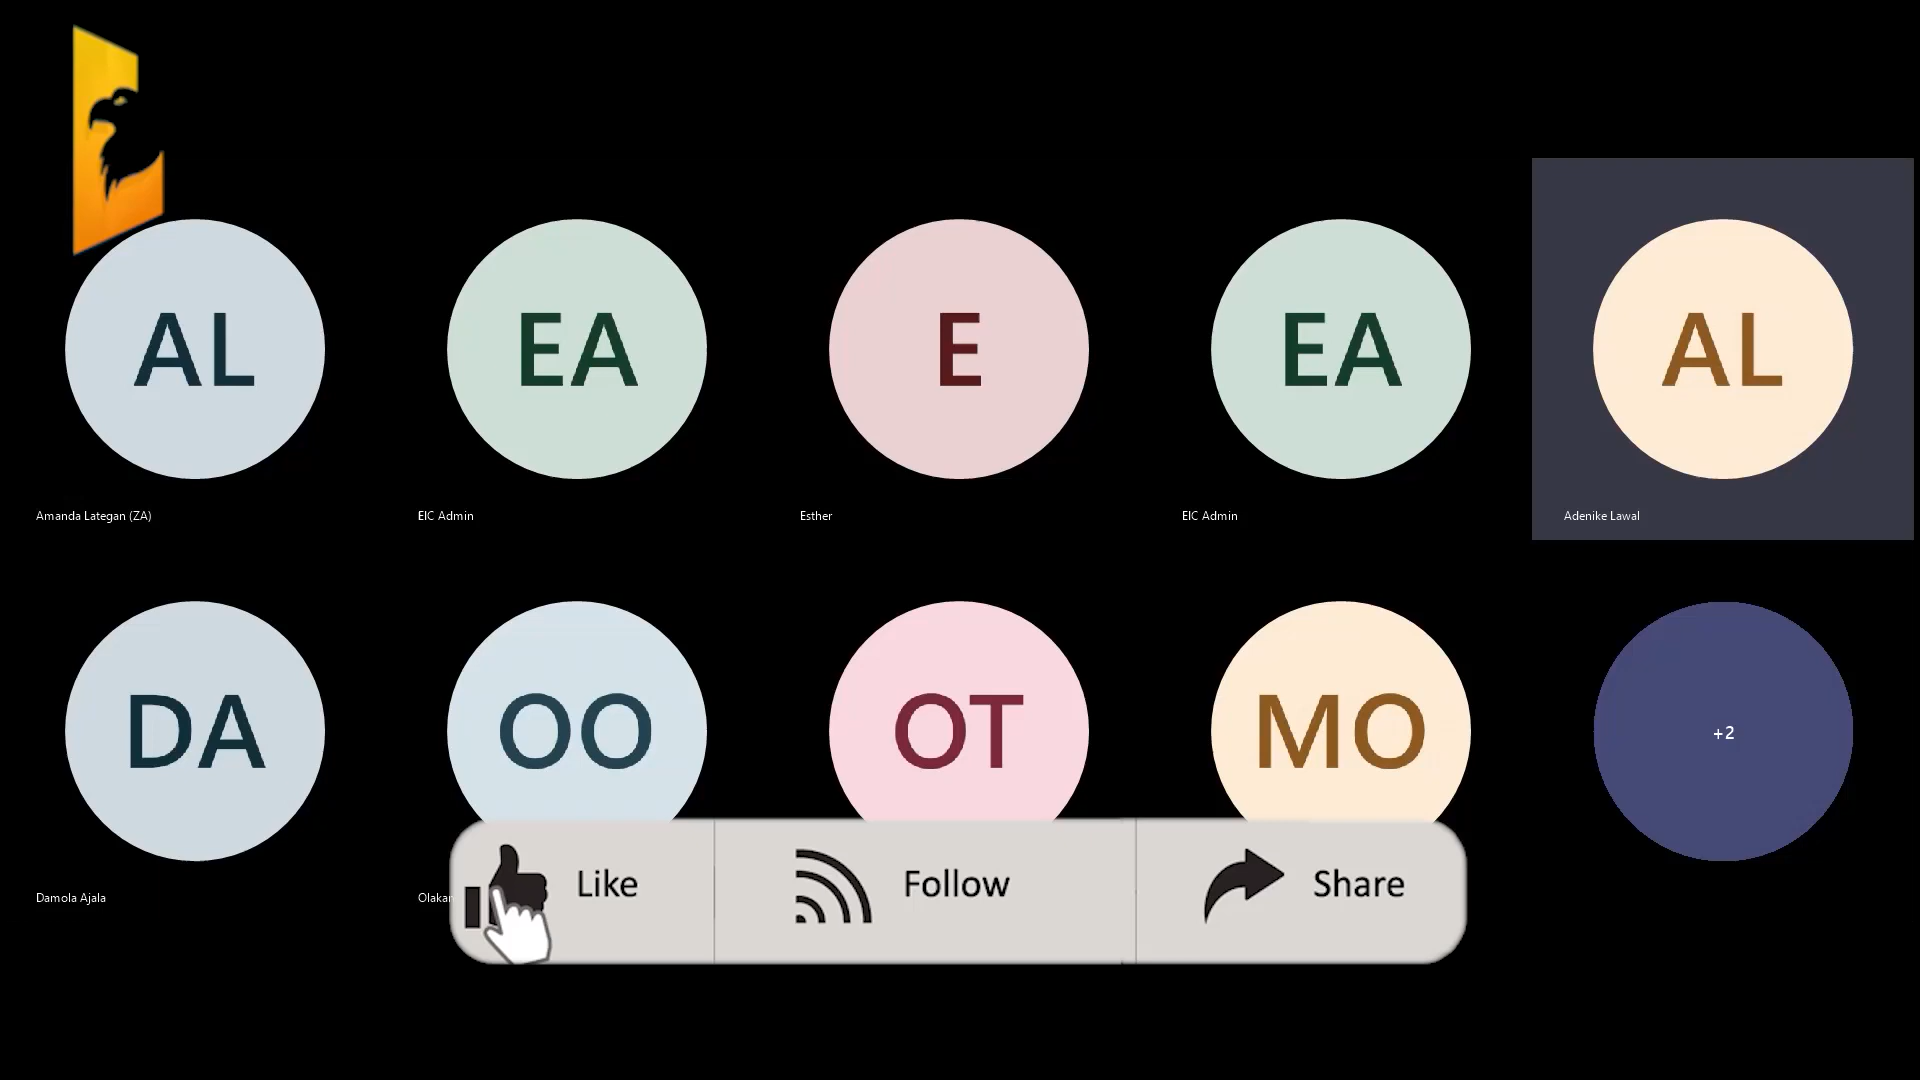 AL
EA
E
EA
AL
Amanda Lategan (ZA)
EIC Admin
Esther
EIC Admin
Adenike Lawal
DA
OO
OT
MO
+2
Damola Ajala
Like
Follow
Share